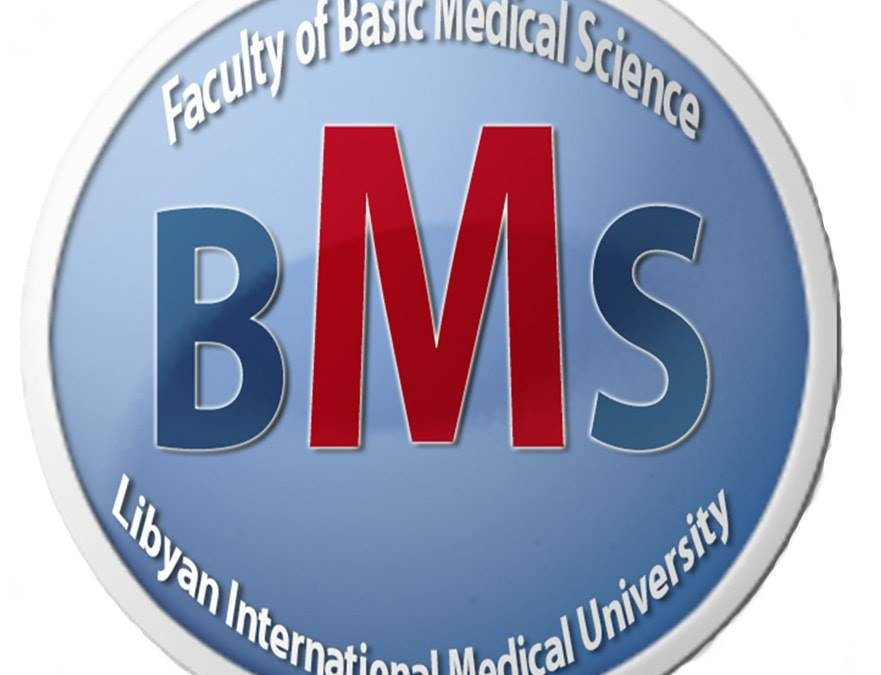 Faculty of Basic Medical Science
BMS
Libyan International Medical University